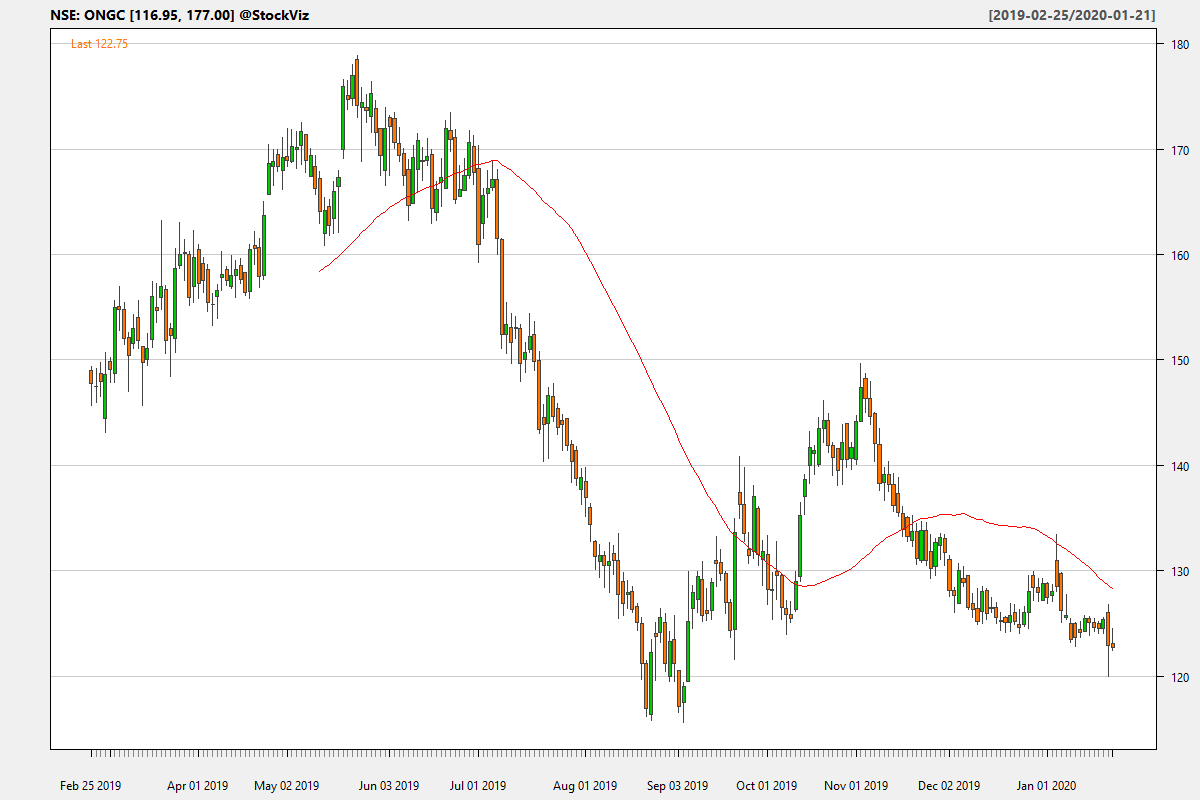 NSE: ONGC [116.95, 177.00] @StockViz
[2019-02-25/2020-01-21]
Last 122.75
180
170
160
150
140
130
120
Feb 25 2019 Apr 01 2019 May 02 2019 Jun 03 2019 Jul 01 2019 Aug 01 2019 Sep 03 2019 Oct 01 2019 Nov 01 2019 Dec 02 2019 Jan 01 2020